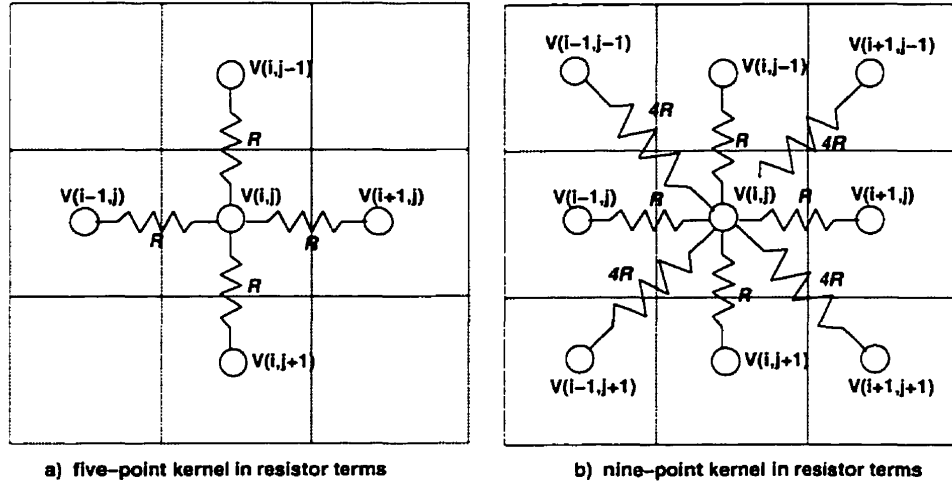 V(i,j−1)
R
V(i−1,j)
V(i,j)
V(i+1,j)
R
R
R
V(i,j+1)
a) five−point kernel in resistor terms
V(i−1,j−1)
V(i,j−1)
V(i+1,j−1)
4R
R
4R
V(i−1,j)
R
V(i,j)
R
V(i+1,j)
4R
R
4R
V(i−1,j+1)
V(i,j+1)
V(i+1,j+1)
b) nine−point kernel in resistor terms